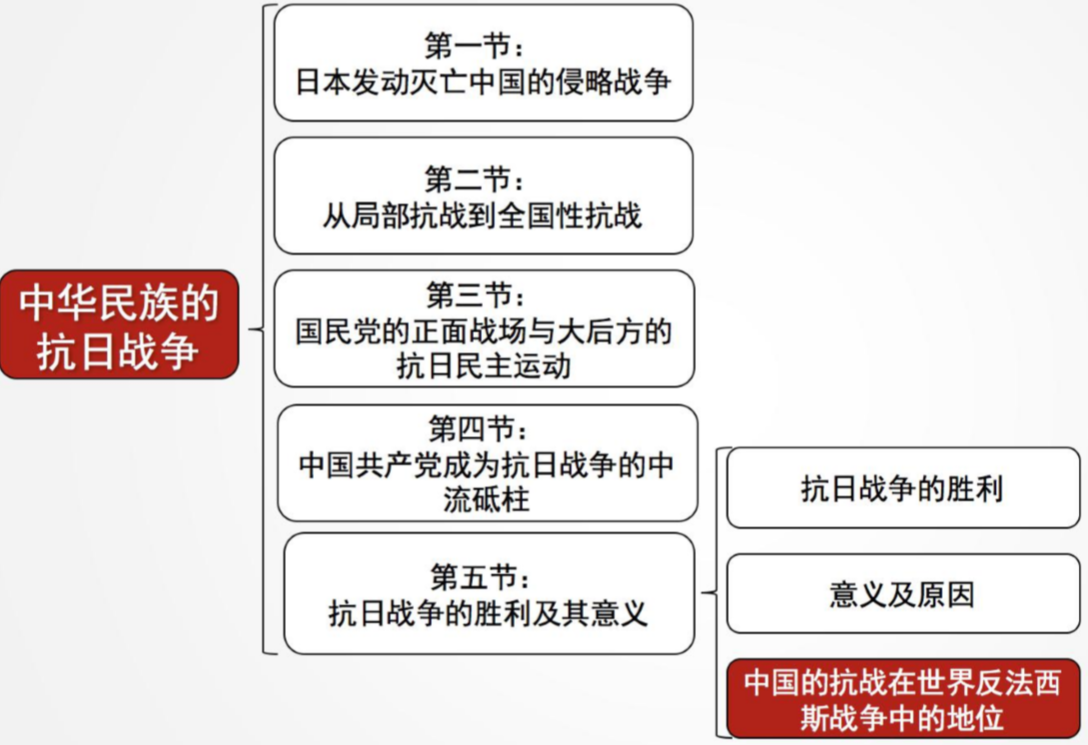 中华民族的
抗日战争
第一节：
日本发动灭亡中国的侵略战争
第二节：
从局部抗战到全国性抗战
第三节：
国民党的正面战场与大后方的
抗日民主运动
第四节：
中国共产党成为抗日战争的中
流砥柱
第五节：
抗日战争的胜利及其意义
抗日战争的胜利
意义及原因
中国的抗战在世界反法西
斯战争中的地位